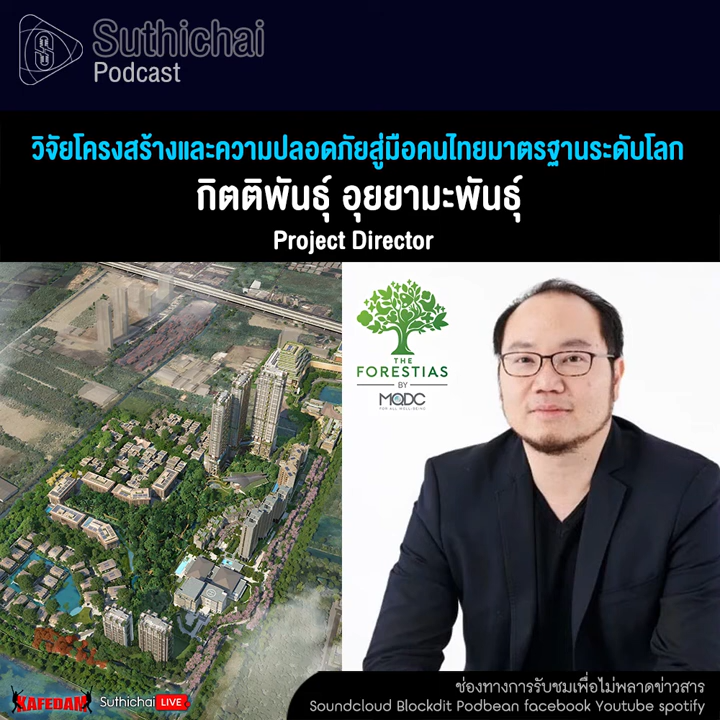 Suthichai
Podcast
วิจัยโครงสร้างและความปลอดภัยสู่มือคนไทยมาตรฐานระดับโลก
กิตติพันธุ์ อุยยามะพันธุ์
Project Director
THE
FORESTIAS
BY
MQDC
FOR ALL WELL-BEING
ช่องทางการรับชมเพื่อไม่พลาดข่าวสาร
KAFEDAM Suthichai LIVE
Soundcloud Blockdit Podbean facebook Youtube spotify